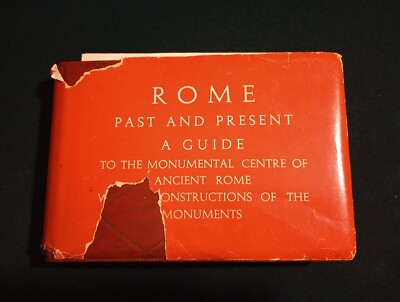 ROME
PAST AND PRESENT
A GUIDE
TO THE MONUMENTAL CENTRE OF
ANCIENT ROME
W CONSTRUCTIONS OF THE
MONUMENTS